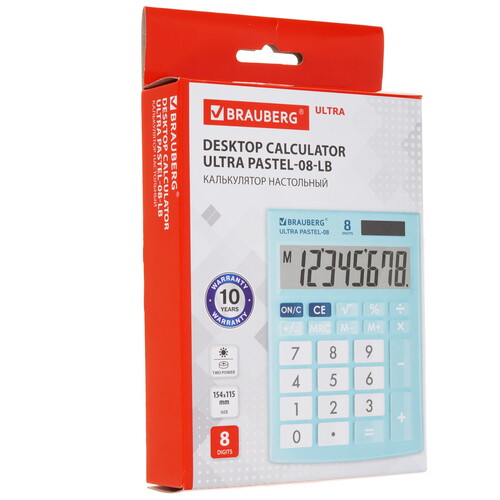 BRAUBERG® ULTRA
DESKTOP CALCULATOR
ULTRA PASTEL-08-LB
КАЛЬКУЛЯТОР НАСТОЛЬНЫЙ
BRAUBERG
DESKTOP CALCULATOR
ULTRA PASTEL-08-LB
КАЛЬКУЛЯТОР НАСТОЛЬНЫЙ
WARRANTY
10
YEARS
WARRANTY
TWO POWER
154x115
mm
SIZE
8
DIGITS
BRAUBERG 8
ULTRA PASTEL-08 DIGITS
M 12345678.
ON/C CE √ % ÷
+/- MRC M- M+ ×
7 8 9 -
4 5 6
1 2 3 +
0 · =